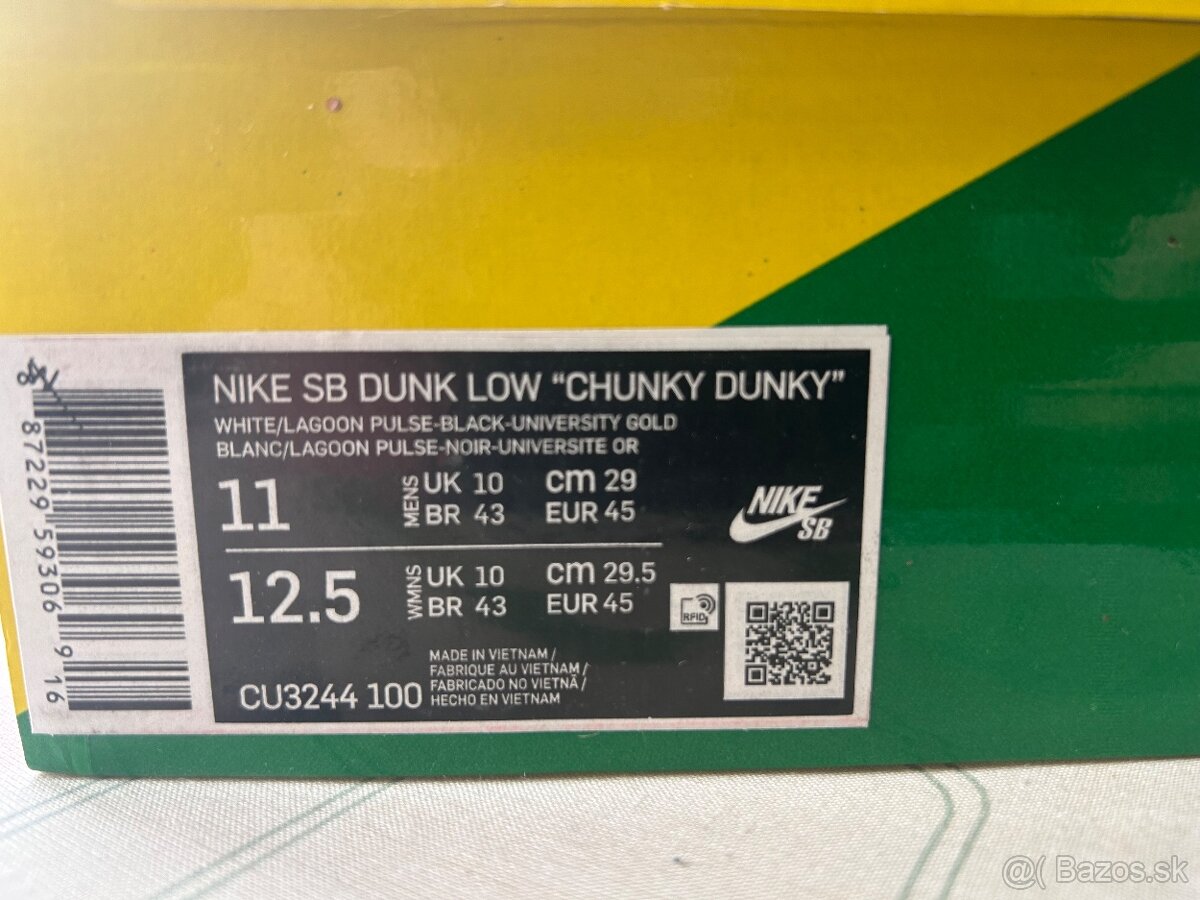 NIKE SB DUNK LOW “CHUNKY DUNKY”
WHITE/LAGOON PULSE-BLACK-UNIVERSITY GOLD
BLANC/LAGOON PULSE-NOIR-UNIVERSITE OR
11 MENS UK 10 cm 29
BR 43 EUR 45
NIKE
SB
12.5 WMNS UK 10 cm 29.5
BR 43 EUR 45
RFID
CU3244 100
MADE IN VIETNAM /
FABRIQUE AU VIETNAM /
FABRICADO NO VIETNÃ /
HECHO EN VIETNAM
8 87229 59306 9 16
@( Bazos.sk